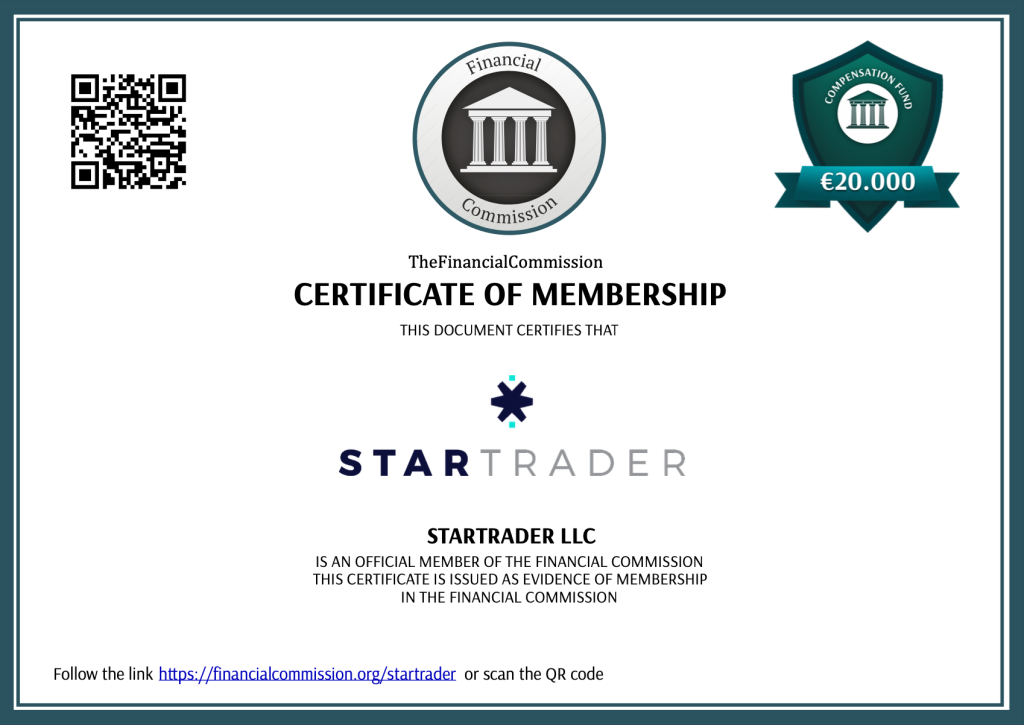 Financial
Commission
COMPENSATION FUND
€20.000
TheFinancialCommission
CERTIFICATE OF MEMBERSHIP
THIS DOCUMENT CERTIFIES THAT
STARTRADER
STARTRADER LLC
IS AN OFFICIAL MEMBER OF THE FINANCIAL COMMISSION
THIS CERTIFICATE IS ISSUED AS EVIDENCE OF MEMBERSHIP
IN THE FINANCIAL COMMISSION
Follow the link https://financialcommission.org/startrader or scan the QR code